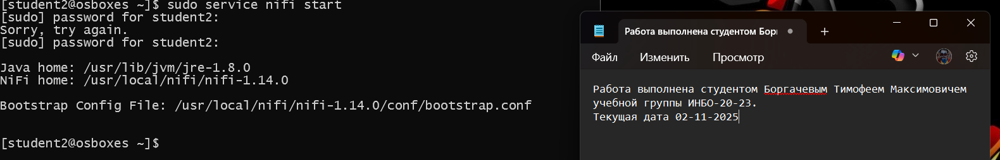 [student2@osboxes ~]$ sudo service nifi start
[sudo] password for student2:
Sorry, try again.
[sudo] password for student2:
Java home: /usr/lib/jvm/jre-1.8.0
NiFi home: /usr/local/nifi/nifi-1.14.0
Bootstrap Config File: /usr/local/nifi/nifi-1.14.0/conf/bootstrap.conf
[student2@osboxes ~]$
Работа выполнена студентом Бор
Файл Изменить Просмотр
Работа выполнена студентом Боргачевым Тимофеем Максимовичем
учебной группы ИНБО-20-23.
Текущая дата 02-11-2025